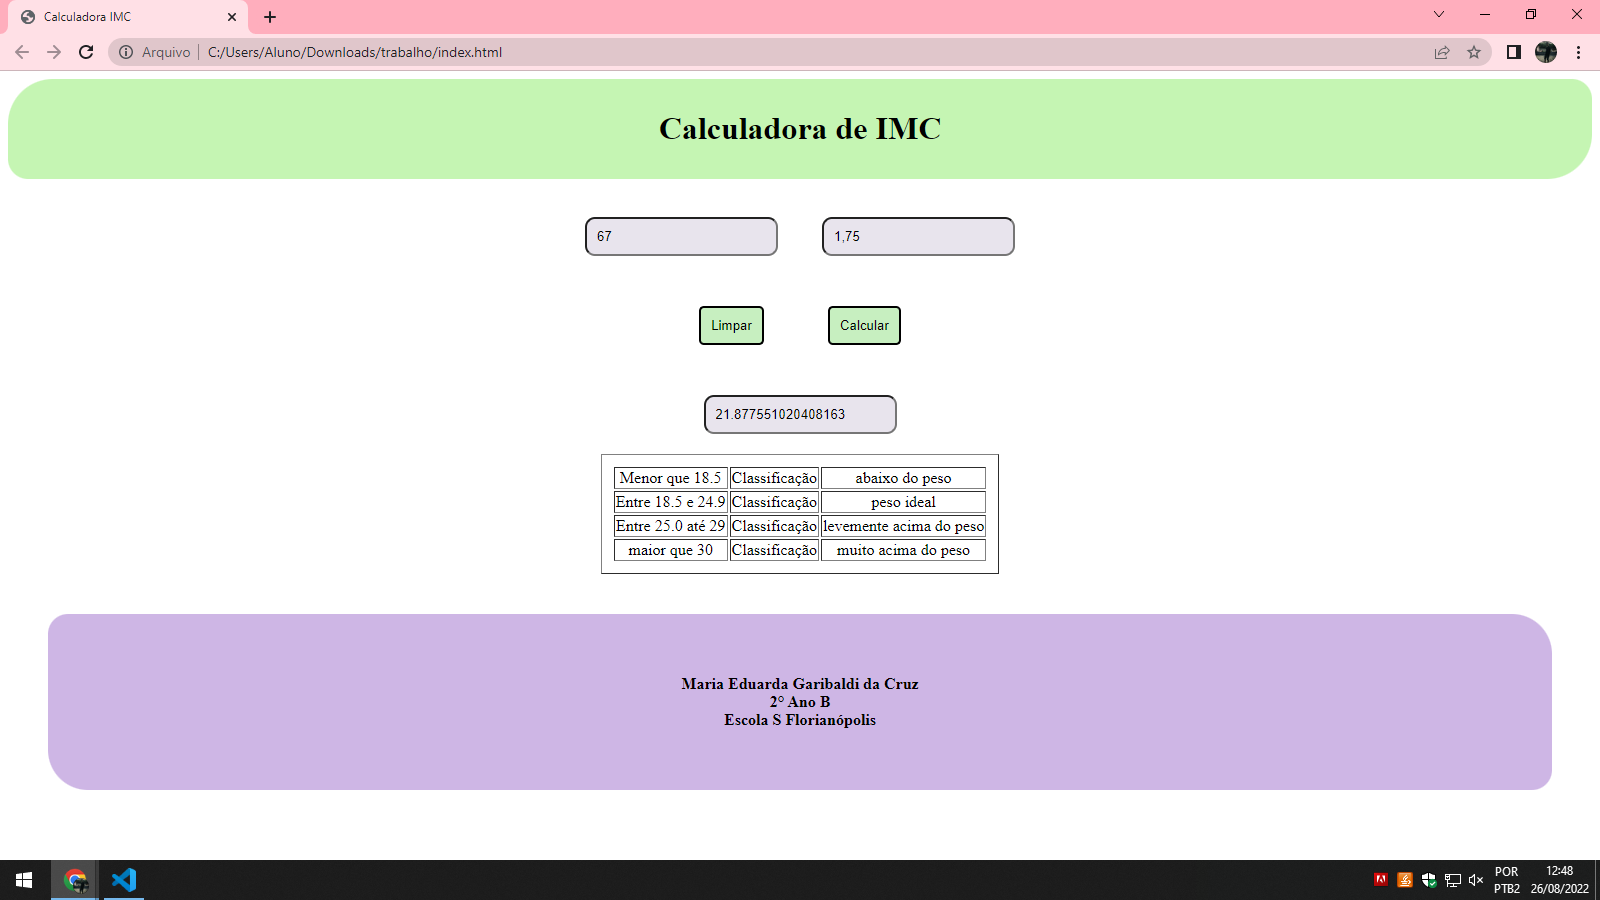 Calculadora IMC
Arquivo C:/Users/Aluno/Downloads/trabalho/index.html
Calculadora de IMC
67 1,75
Limpar Calcular
21.877551020408163
Menor que 18.5 Classificação abaixo do peso
Entre 18.5 e 24.9 Classificação peso ideal
Entre 25.0 até 29 Classificação levemente acima do peso
maior que 30 Classificação muito acima do peso
Maria Eduarda Garibaldi da Cruz
2° Ano B
Escola S Florianópolis
POR 12:48
PTB2 26/08/2022